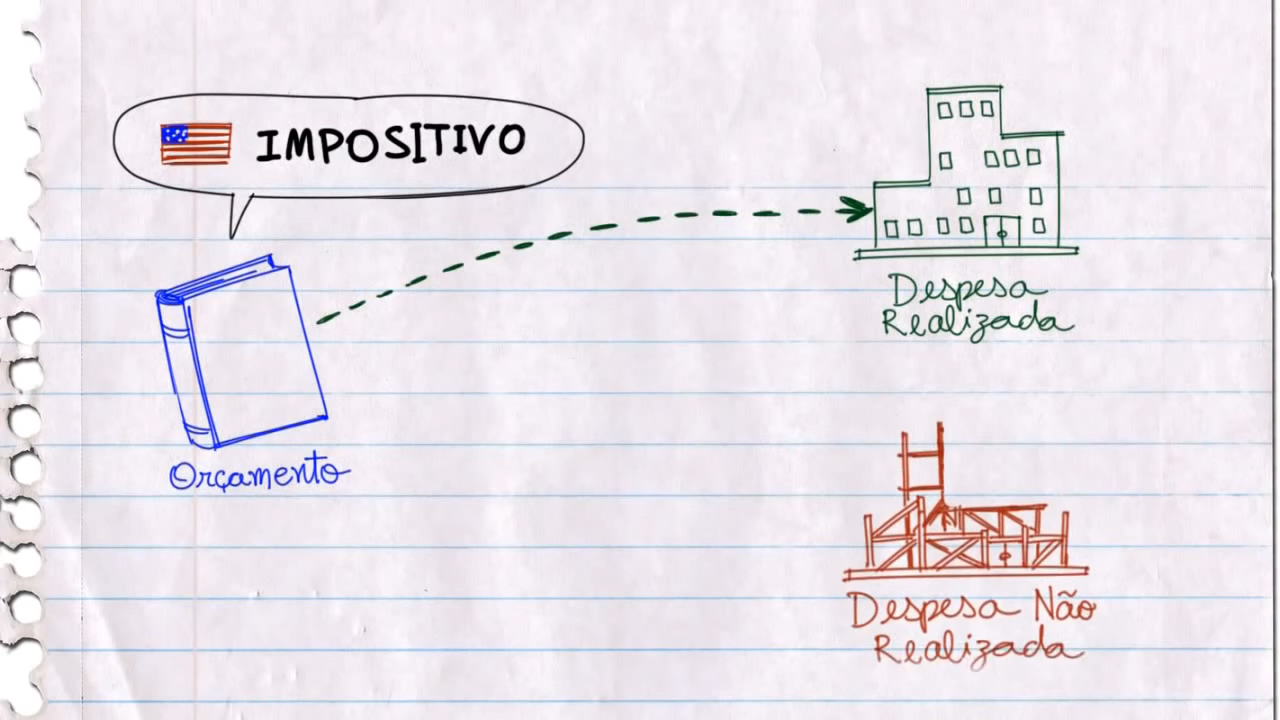 IMPOSITIVO
Orçamento
Despesa
Realizada
Despesa Não
Realizada